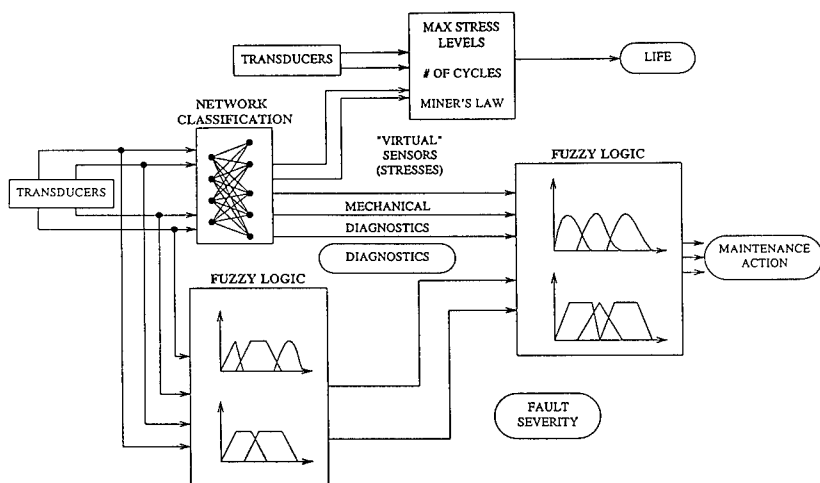 MAX STRESS
LEVELS
# OF CYCLES
MINER'S LAW
TRANSDUCERS
LIFE
NETWORK
CLASSIFICATION
"VIRTUAL"
SENSORS
(STRESSES)
TRANSDUCERS
MECHANICAL
DIAGNOSTICS
DIAGNOSTICS
FUZZY LOGIC
MAINTENANCE
ACTION
FUZZY LOGIC
FAULT
SEVERITY